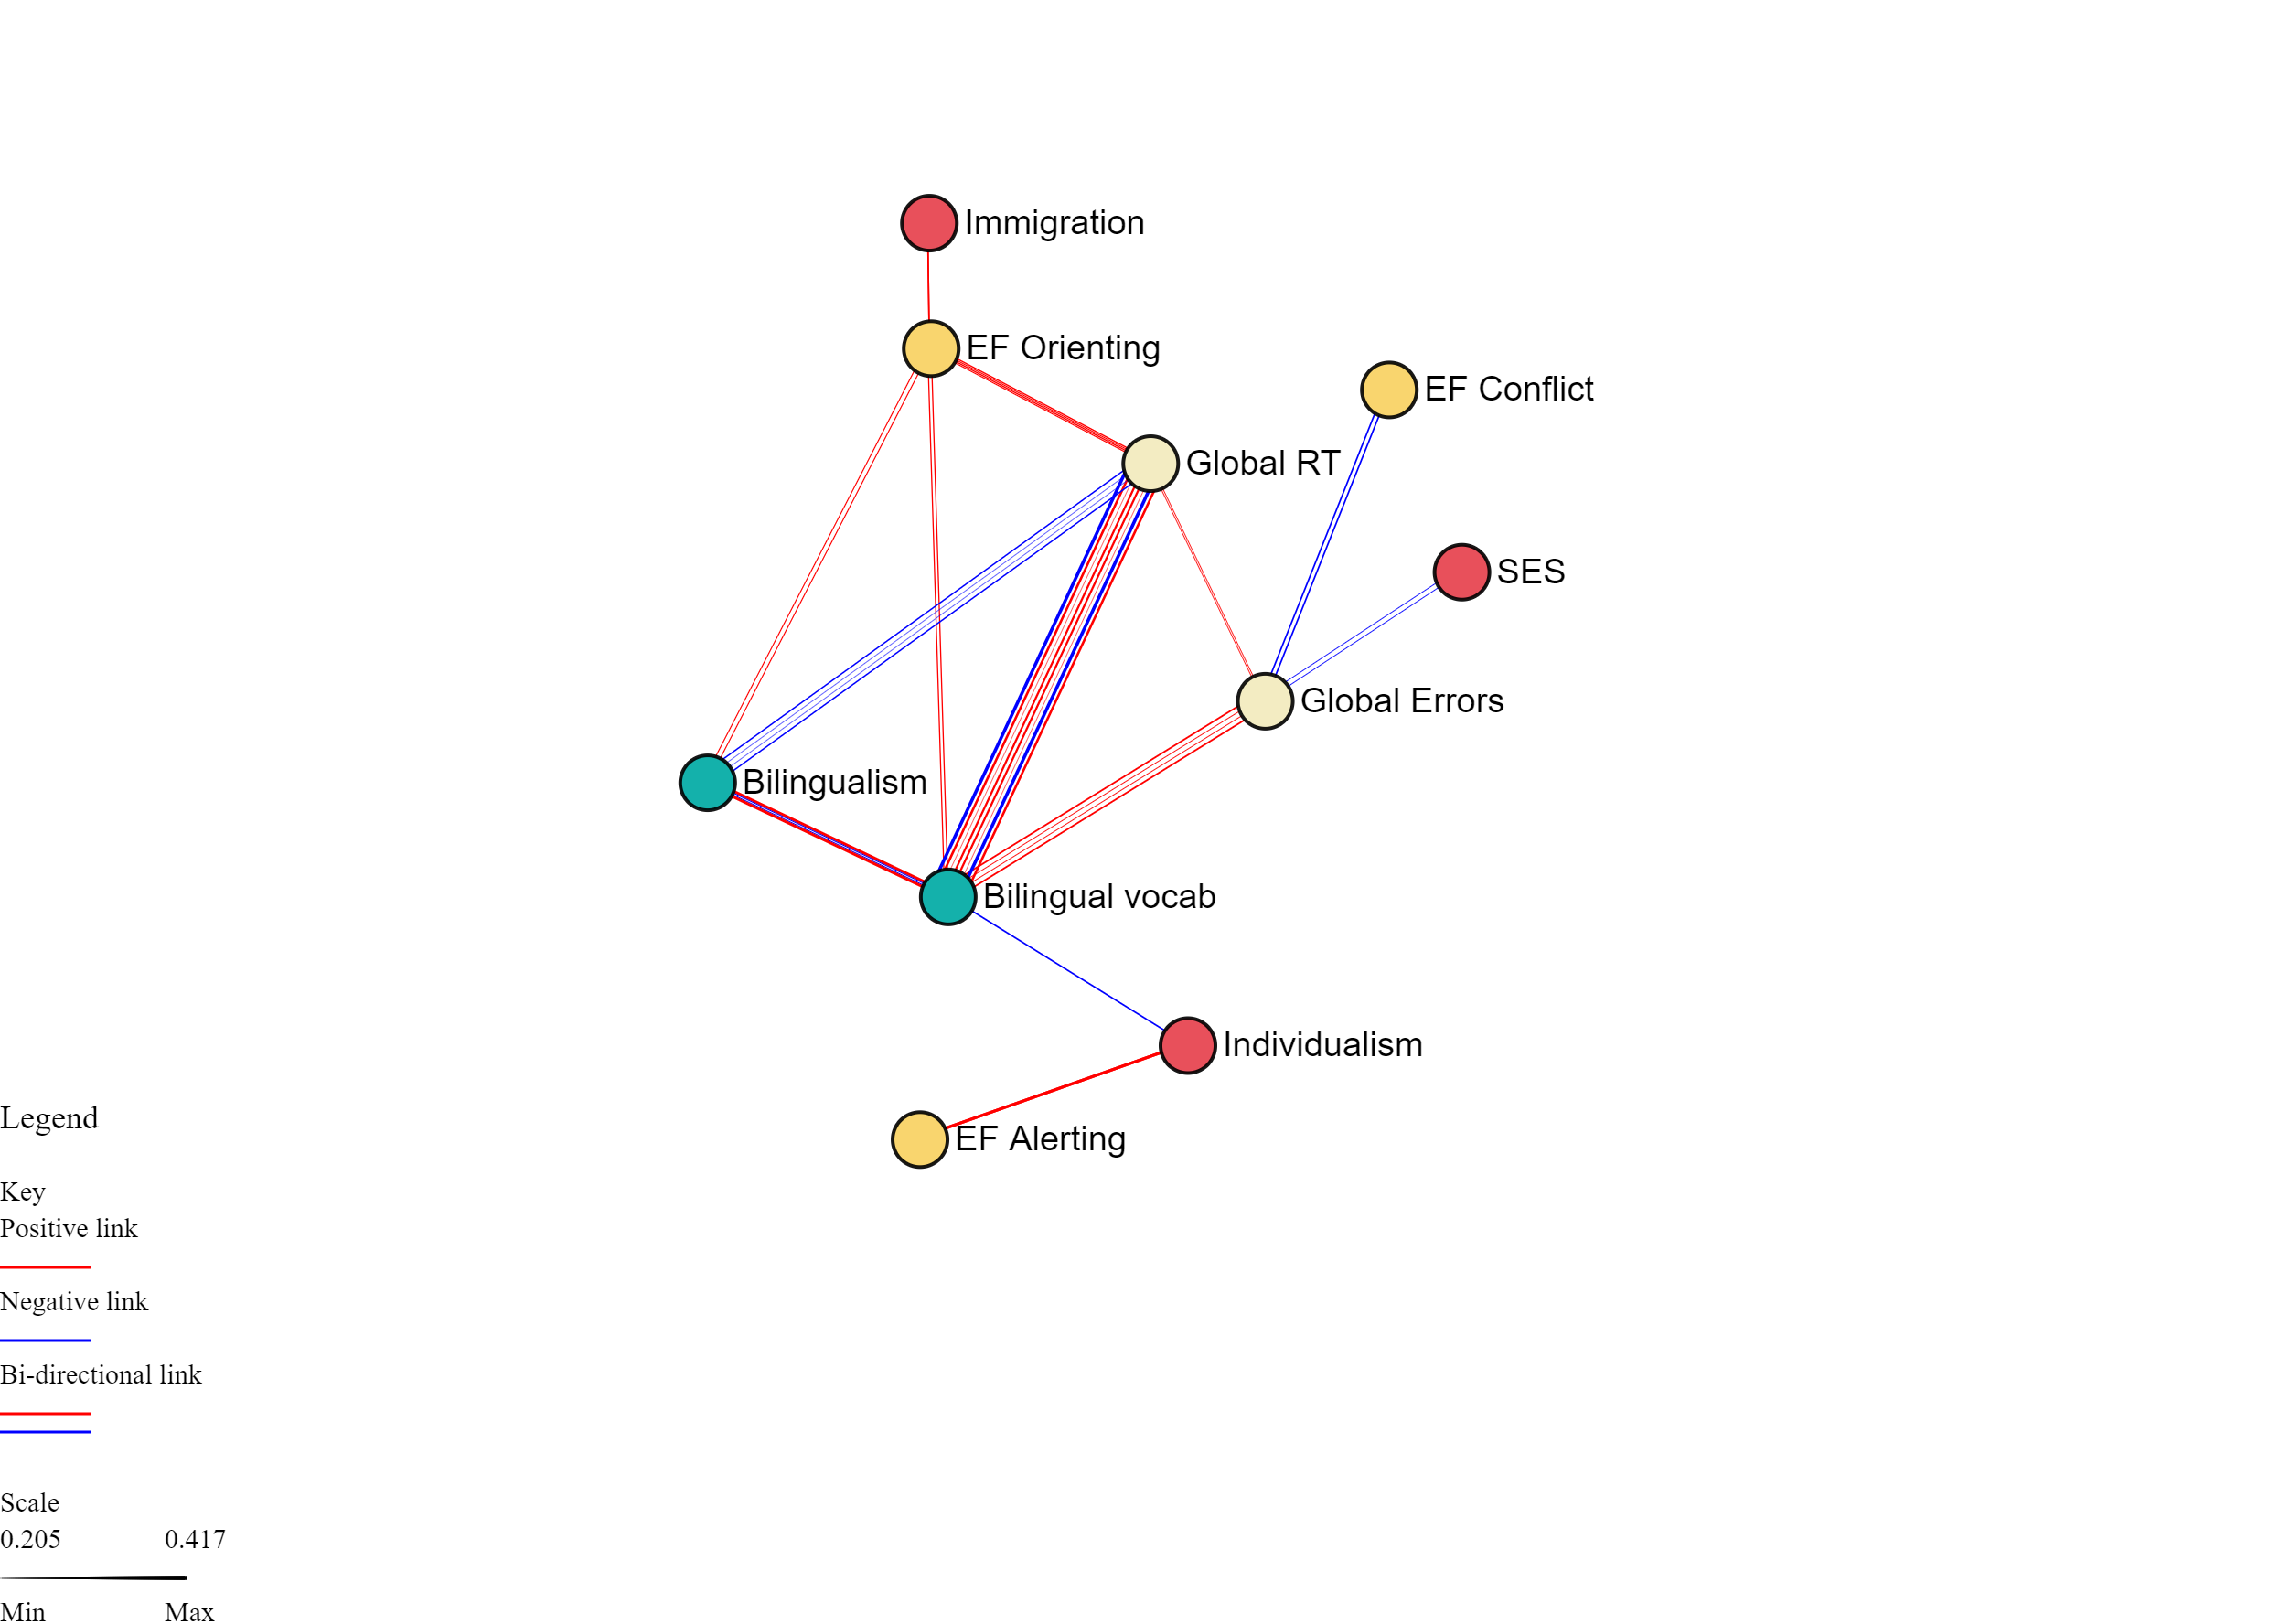 Immigration
EF Orienting
EF Conflict
Global RT
SES
Global Errors
Bilingualism
Bilingual vocab
Individualism
EF Alerting
Legend
Key
Positive link
Negative link
Bi-directional link
Scale
0.205 0.417
Min Max